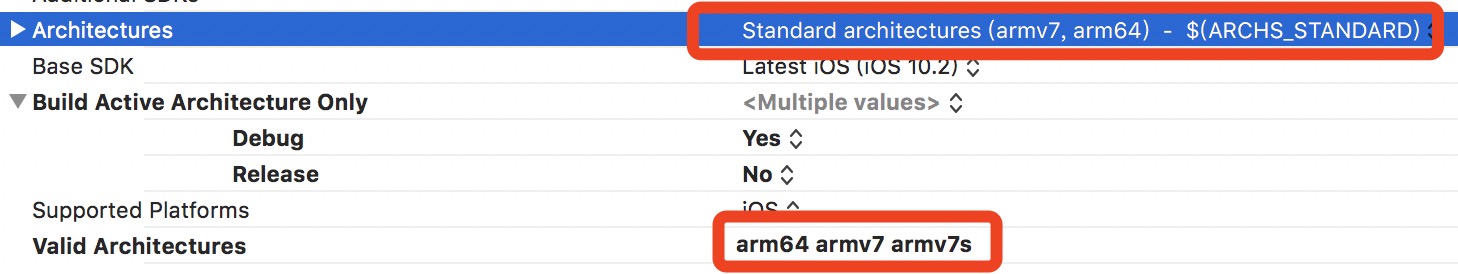 Additional SDKs
Architectures Standard architectures (armv7, arm64) - $(ARCHS_STANDARD)
Base SDK Latest iOS (iOS 10.2)
Build Active Architecture Only <Multiple values>
Debug Yes
Release No
Supported Platforms iOS
Valid Architectures arm64 armv7 armv7s